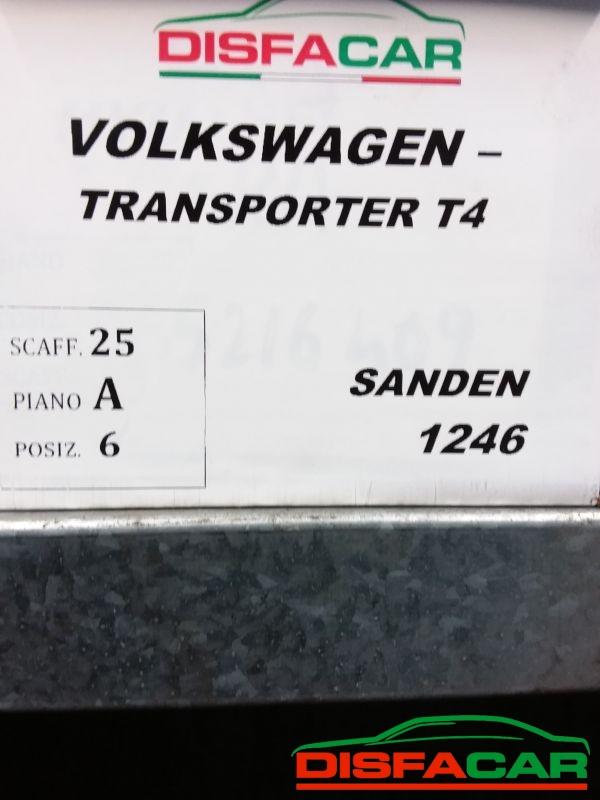 DISFACAR
VOLKSWAGEN –
TRANSPORTER T4
SCAFF. 25
PIANO A
POSIZ. 6
SANDEN
1246
DISFACAR